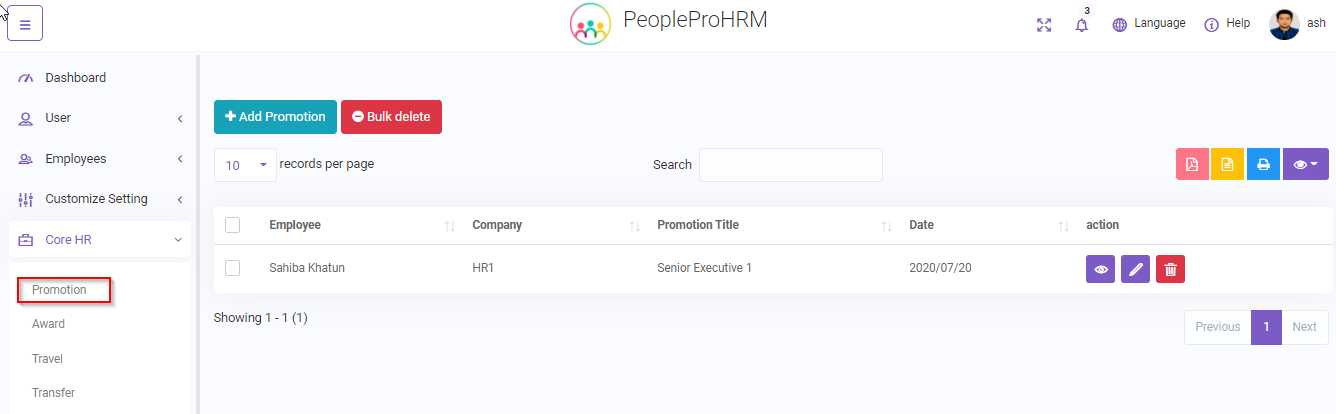 PeopleProHRM
3
Language
Help
ash
Dashboard
User
Employees
Customize Setting
Core HR
Promotion
Award
Travel
Transfer
Add Promotion
Bulk delete
10 records per page
Search
Employee Company Promotion Title Date action
Sahiba Khatun HR1 Senior Executive 1 2020/07/20
Showing 1 - 1 (1)
Previous 1 Next